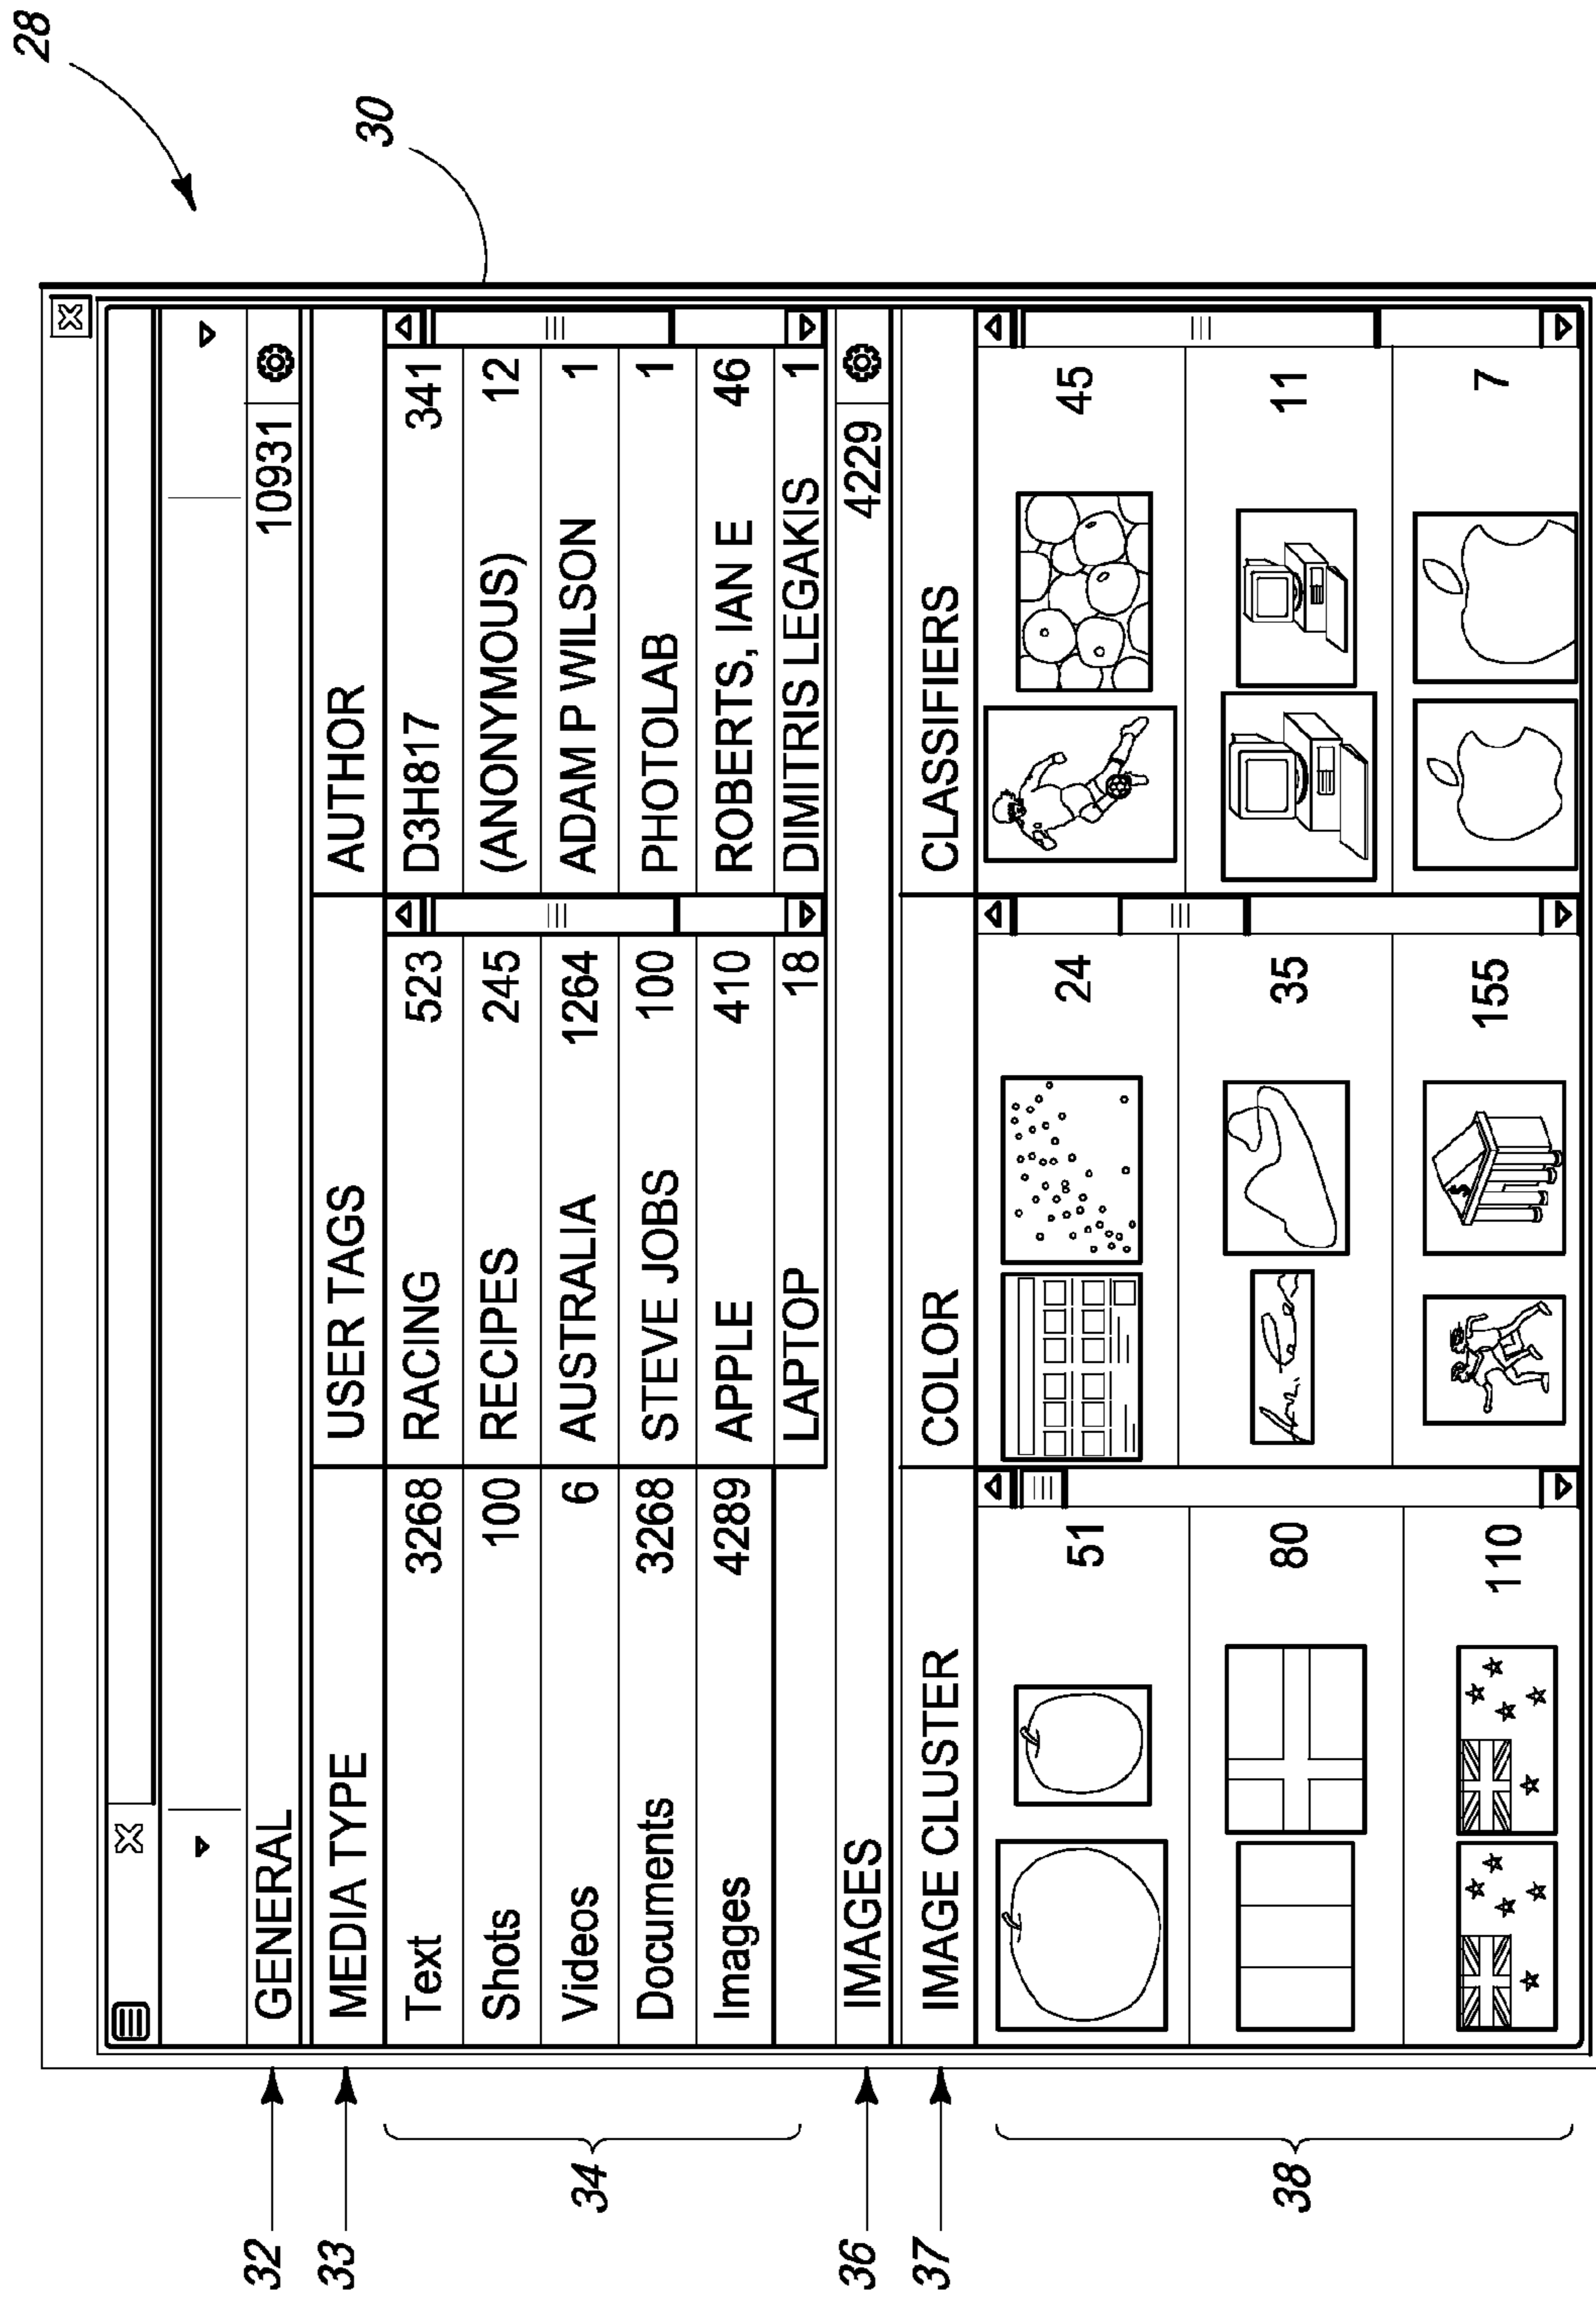 28
30
32
GENERAL 10931
33
MEDIA TYPE USER TAGS AUTHOR
34
Text 3268 RACING 523 D3H817 341
Shots 100 RECIPES 245 (ANONYMOUS) 12
Videos 6 AUSTRALIA 1264 ADAM P WILSON 1
Documents 3268 STEVE JOBS 100 PHOTOLAB 1
Images 4289 APPLE 410 ROBERTS, IAN E 46
LAPTOP 18 DIMITRIS LEGAKIS 1
36
IMAGES 4229
37
IMAGE CLUSTER COLOR CLASSIFIERS
38
51 24 45
80 35 11
110 155 7
$